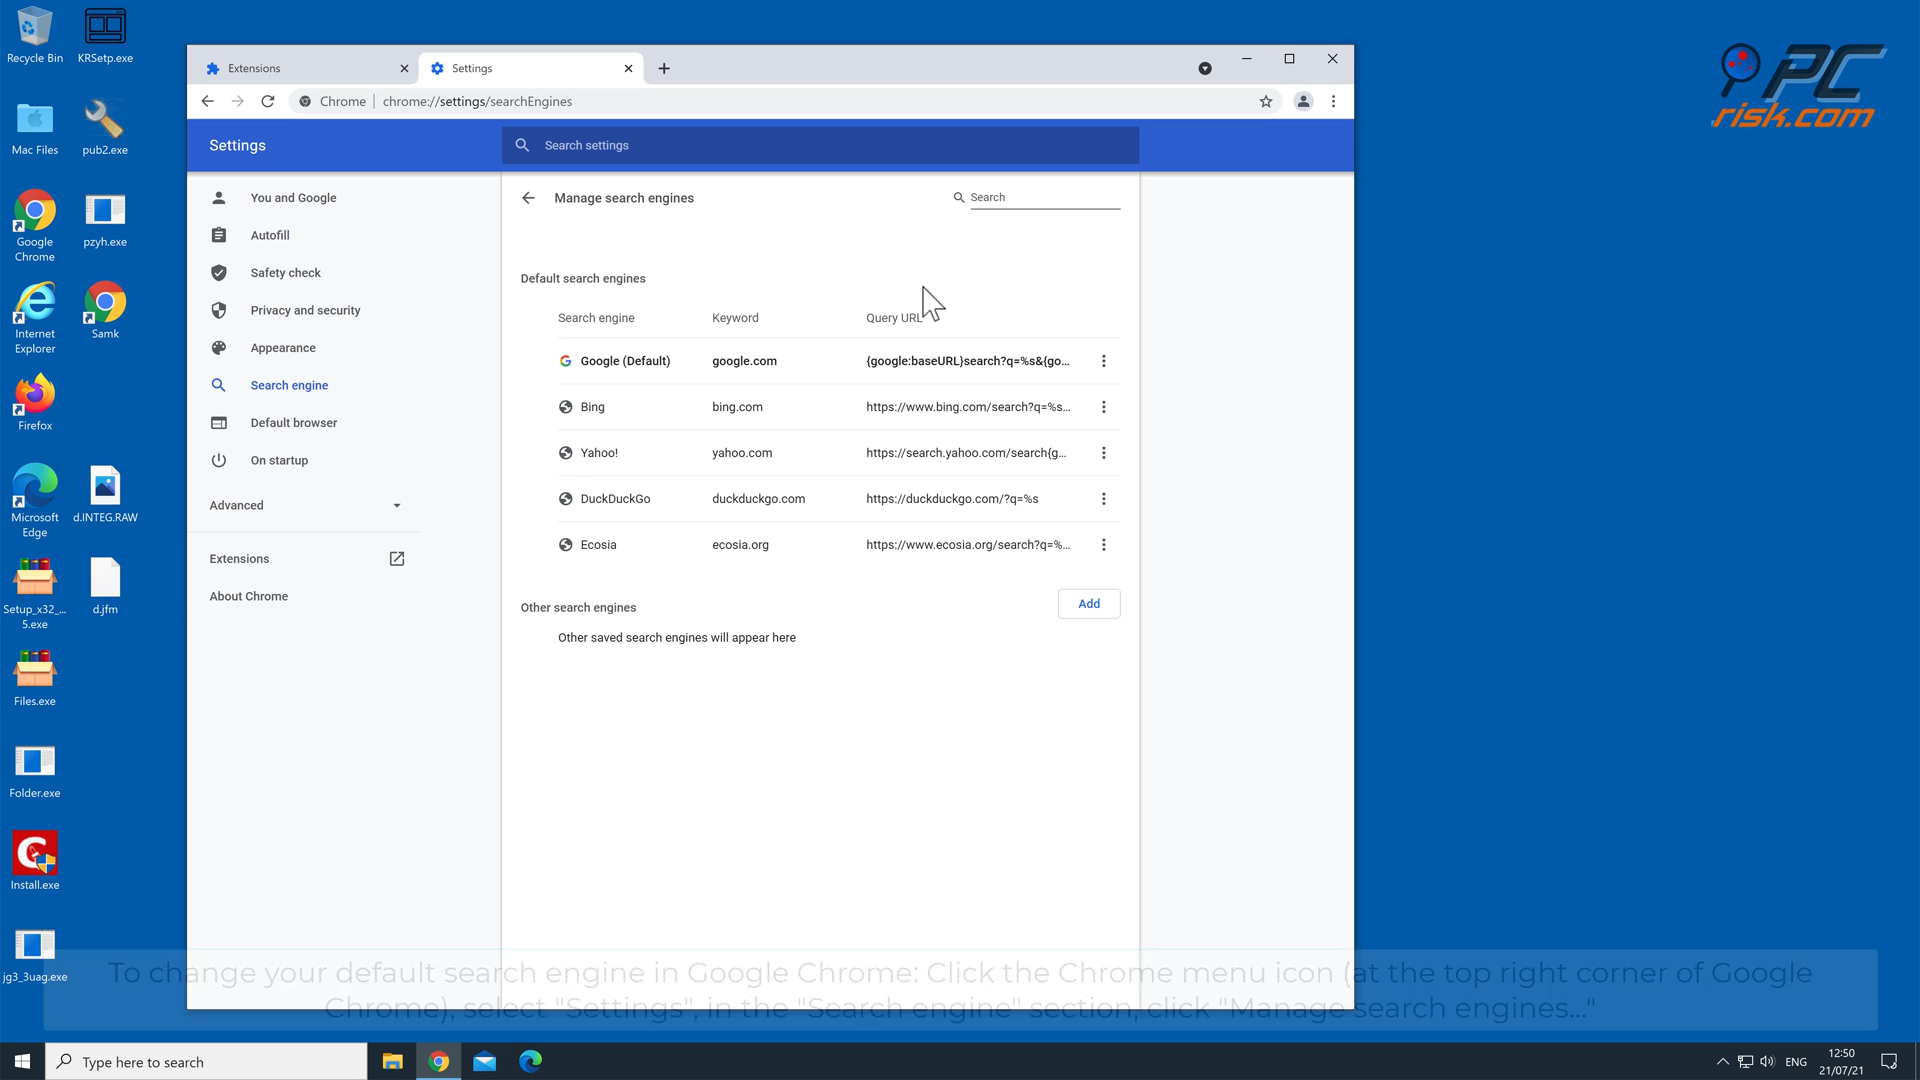 Recycle Bin
KRSetp.exe
Mac Files
pub2.exe
Google
Chrome
pzyh.exe
Internet
Explorer
Samk
Firefox
Microsoft
Edge
d.INTEG.RAW
Setup_x32_...
5.exe
d.jfm
Files.exe
Folder.exe
Install.exe
jg3_3uag.exe
PC
risk.com
Extensions
Settings
Chrome | chrome://settings/searchEngines
Settings
Search settings
You and Google
Autofill
Safety check
Privacy and security
Appearance
Search engine
Default browser
On startup
Advanced
Extensions
About Chrome
Manage search engines
Search
Default search engines
Search engine Keyword Query URL
Google (Default) google.com {google:baseURL}search?q=%s&{go...
Bing bing.com https://www.bing.com/search?q=%s...
Yahoo! yahoo.com https://search.yahoo.com/search{g...
DuckDuckGo duckduckgo.com https://duckduckgo.com/?q=%s
Ecosia ecosia.org https://www.ecosia.org/search?q=%...
Other search engines
Add
Other saved search engines will appear here
To change your default search engine in Google Chrome: Click the Chrome menu icon (at the top right corner of Google
Chrome), select "Settings", in the "Search engine" section, click "Manage search engines..."
Type here to search
ENG
12:50
21/07/21